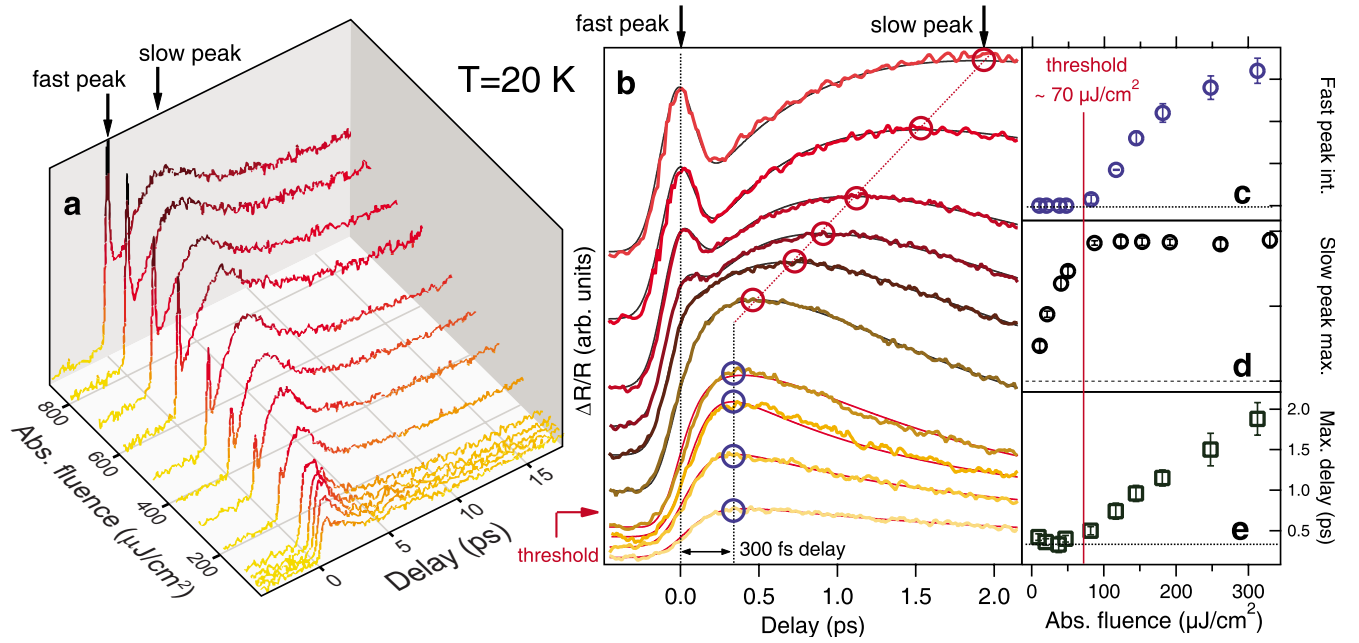 fast peak
slow peak
T=20 K
a
800
600
400
200
Abs. fluence (µJ/cm²)
0
5
10
15
Delay (ps)
fast peak
slow peak
b
ΔR/R (arb. units)
threshold
300 fs delay
0.0
0.5
1.0
1.5
2.0
Delay (ps)
threshold
~ 70 µJ/cm²
c
Fast peak int.
d
Slow peak max.
e
2.0
1.5
1.0
0.5
Max. delay (ps)
0
100
200
300
Abs. fluence (µJ/cm²)